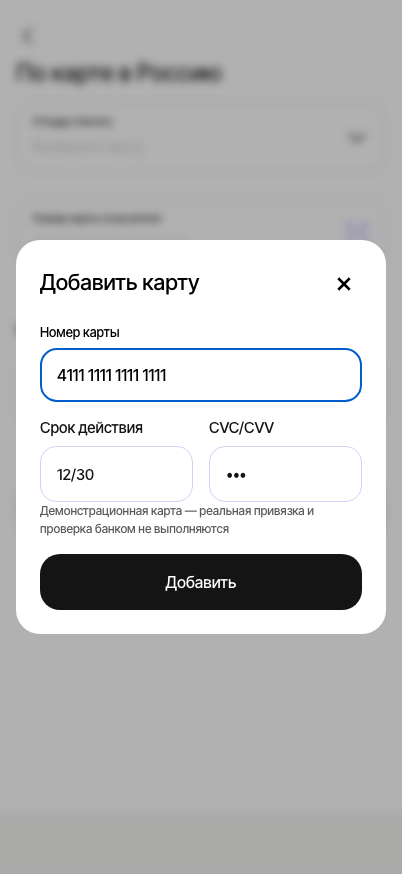 По карте в Россию
Добавить карту
Номер карты
4111 1111 1111 1111
Срок действия
CVC/CVV
12/30
•••
Демонстрационная карта — реальная привязка и
проверка банком не выполняются
Добавить